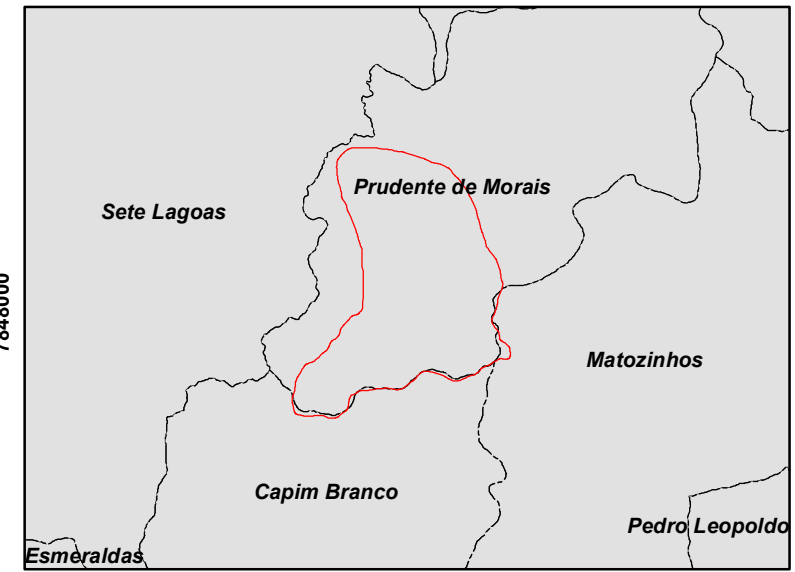 Prudente de Morais
Sete Lagoas
7848000
Matozinhos
Capim Branco
Pedro Leopoldo
Esmeraldas